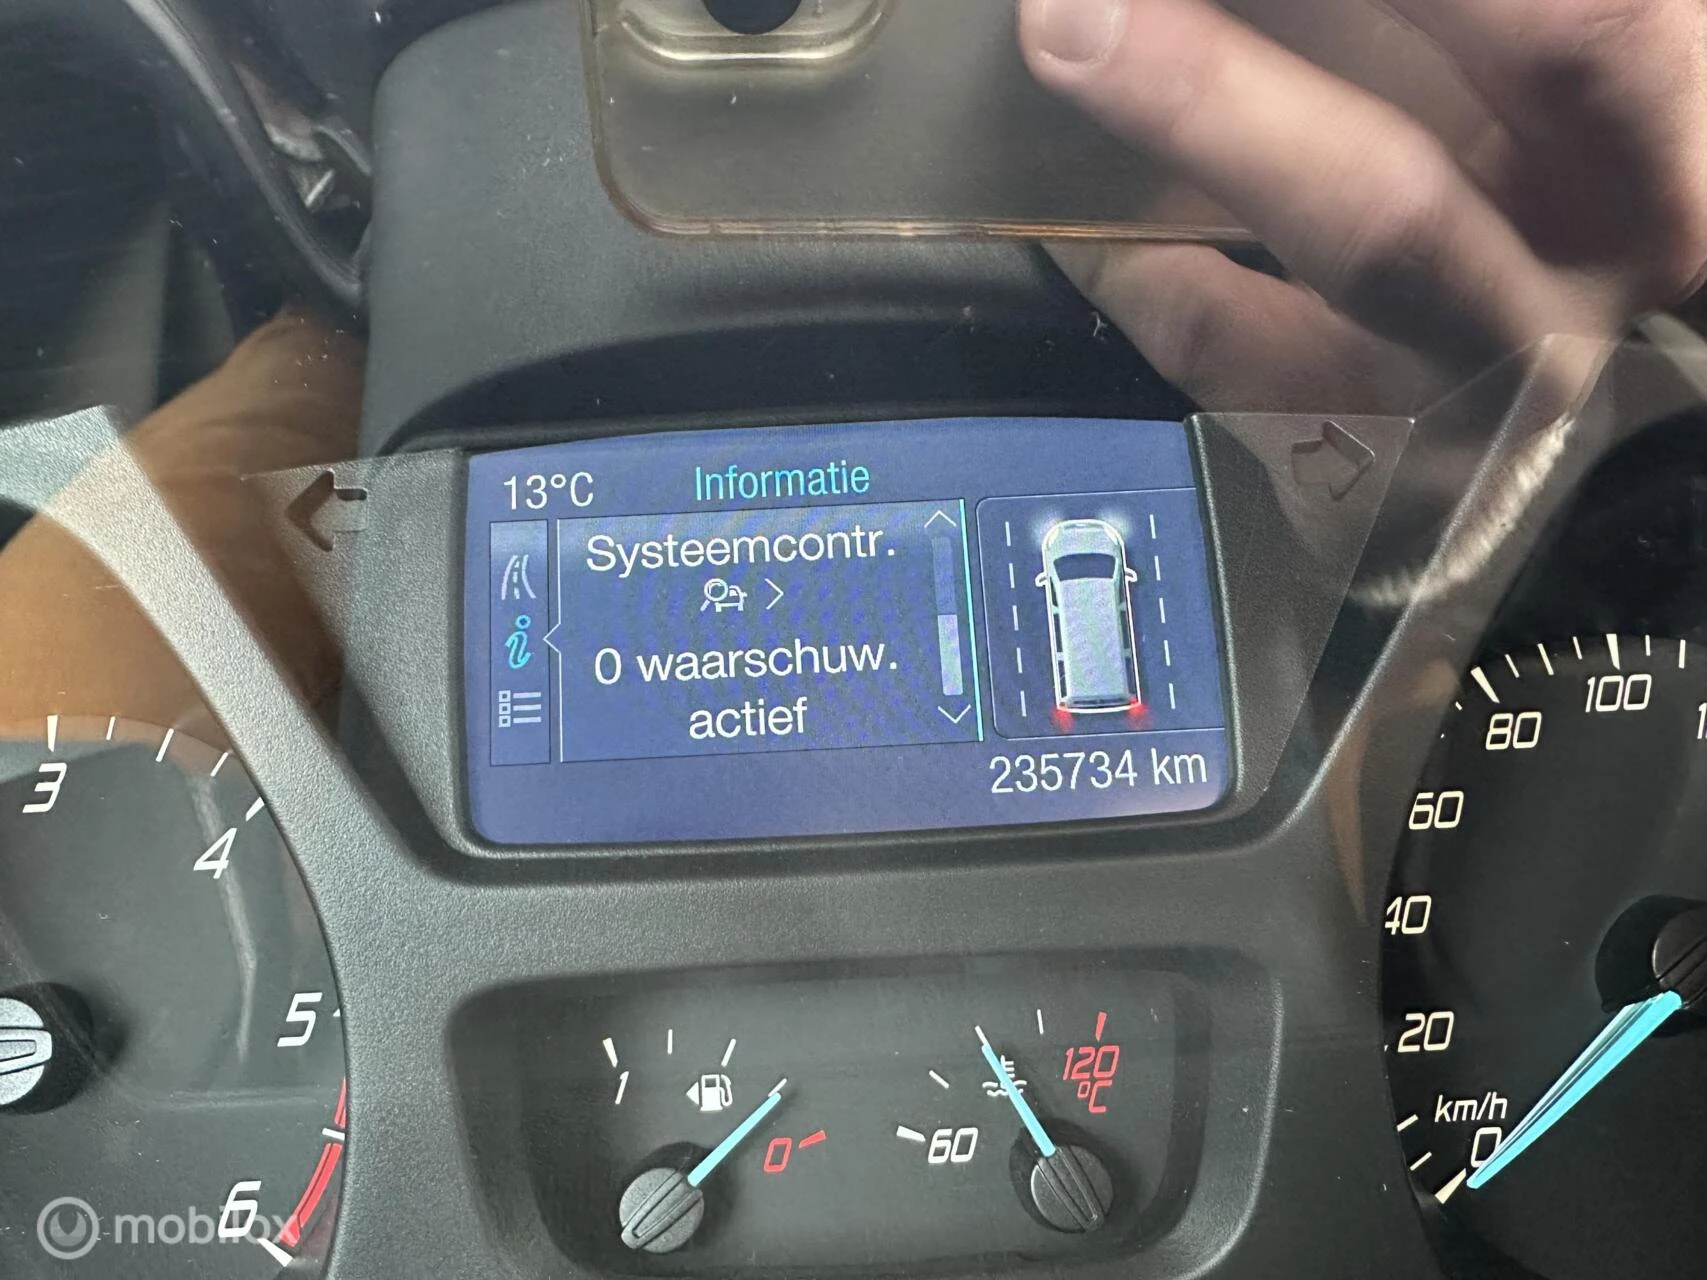 13°C
Informatie
Systeemcontr.
0 waarschuw.
actief
235734 km
3
4
5
6
1
0
60
120
°C
100
80
60
40
20
km/h
0
mobilox